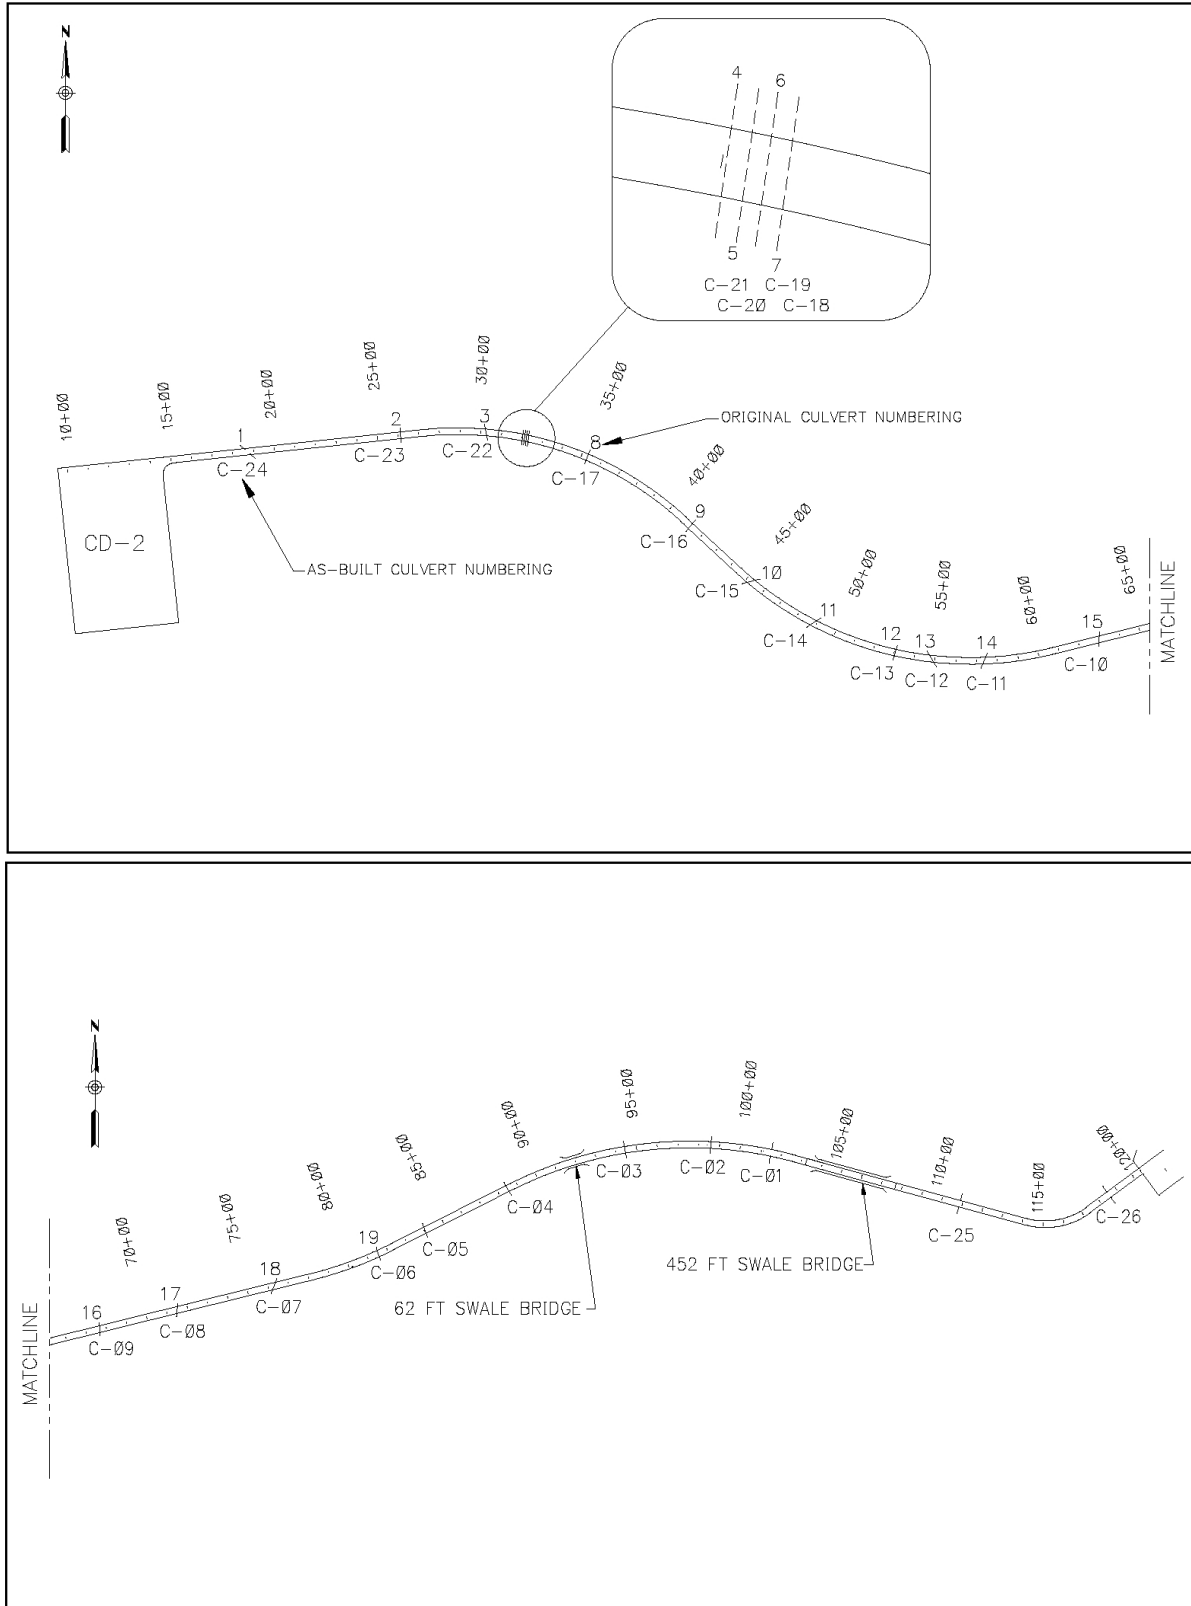 N
4
6
5
7
C-21 C-19
C-20 C-18
10+00
15+00
20+00
25+00
30+00
35+00
40+00
45+00
50+00
55+00
60+00
65+00
1
2
3
8
ORIGINAL CULVERT NUMBERING
C-24
C-23
C-22
C-17
9
C-16
CD-2
AS-BUILT CULVERT NUMBERING
10
C-15
11
C-14
12
C-13
13
C-12
14
C-11
15
C-10
MATCHLINE
N
70+00
75+00
80+00
85+00
90+00
95+00
100+00
105+00
110+00
115+00
120+00
MATCHLINE
16
C-09
17
C-08
18
C-07
19
C-06
C-05
C-04
C-03
C-02
C-01
C-25
C-26
62 FT SWALE BRIDGE
452 FT SWALE BRIDGE